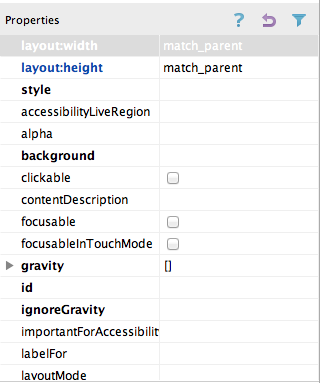 Properties ?
layout:width match_parent
layout:height match_parent
style
accessibilityLiveRegion
alpha
background
clickable
contentDescription
focusable
focusableInTouchMode
gravity []
id
ignoreGravity
importantForAccessibilit
labelFor
layoutMode